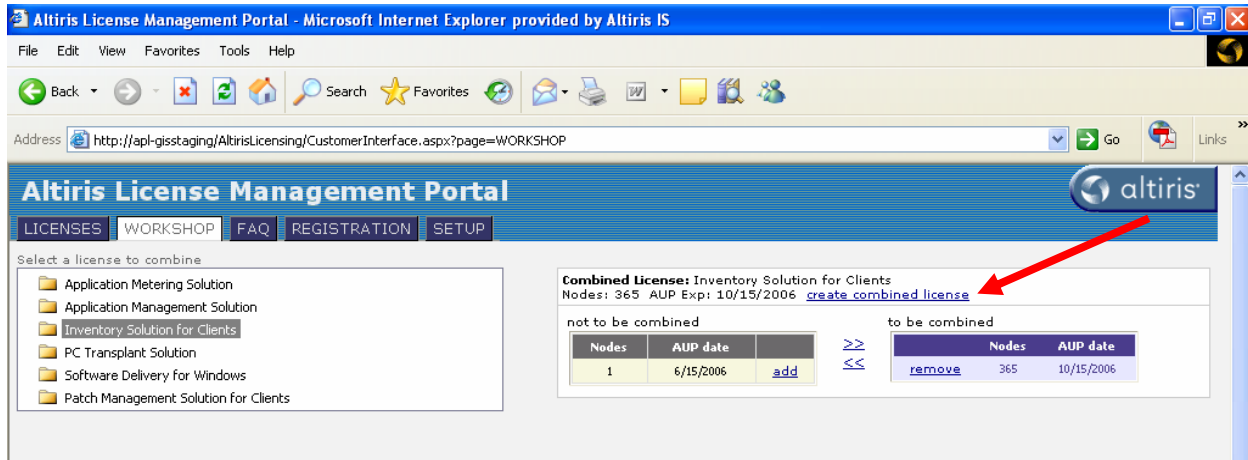 Altiris License Management Portal - Microsoft Internet Explorer provided by Altiris IS
File Edit View Favorites Tools Help
Back Search Favorites
Address http://apl-gisstaging/AltirisLicensing/CustomerInterface.aspx?page=WORKSHOP Go Links »
Altiris License Management Portal altiris
LICENSES WORKSHOP FAQ REGISTRATION SETUP
Select a license to combine
Application Metering Solution
Application Management Solution
Inventory Solution for Clients
PC Transplant Solution
Software Delivery for Windows
Patch Management Solution for Clients
Combined License: Inventory Solution for Clients
Nodes: 365 AUP Exp: 10/15/2006 create combined license
not to be combined to be combined
Nodes AUP date >> Nodes AUP date
1 6/15/2006 add << remove 365 10/15/2006